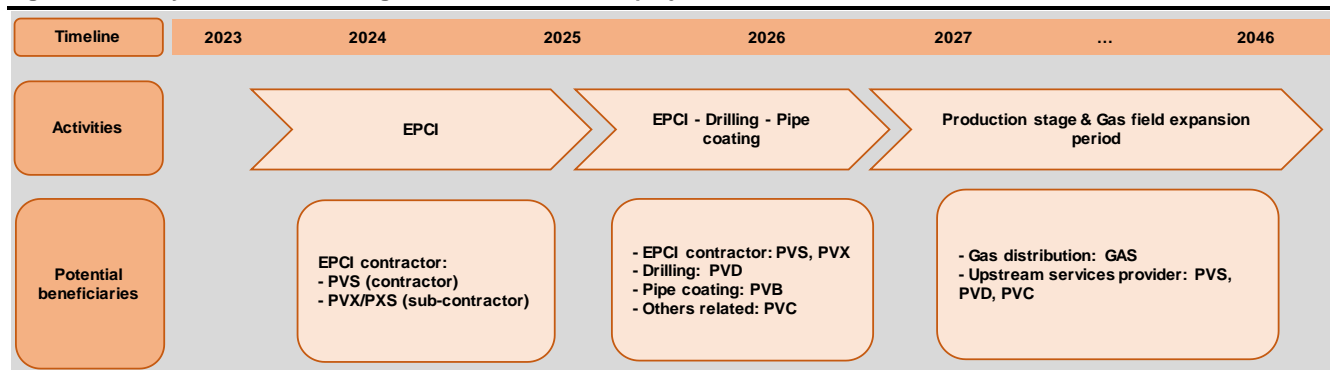 Timeline
2023 2024 2025 2026 2027 ... 2046
Activities
EPCI
EPCI - Drilling - Pipe
coating
Production stage & Gas field expansion
period
Potential
beneficiaries
EPCI contractor:
- PVS (contractor)
- PVX/PXS (sub-contractor)
- EPCI contractor: PVS, PVX
- Drilling: PVD
- Pipe coating: PVB
- Others related: PVC
- Gas distribution: GAS
- Upstream services provider: PVS,
PVD, PVC